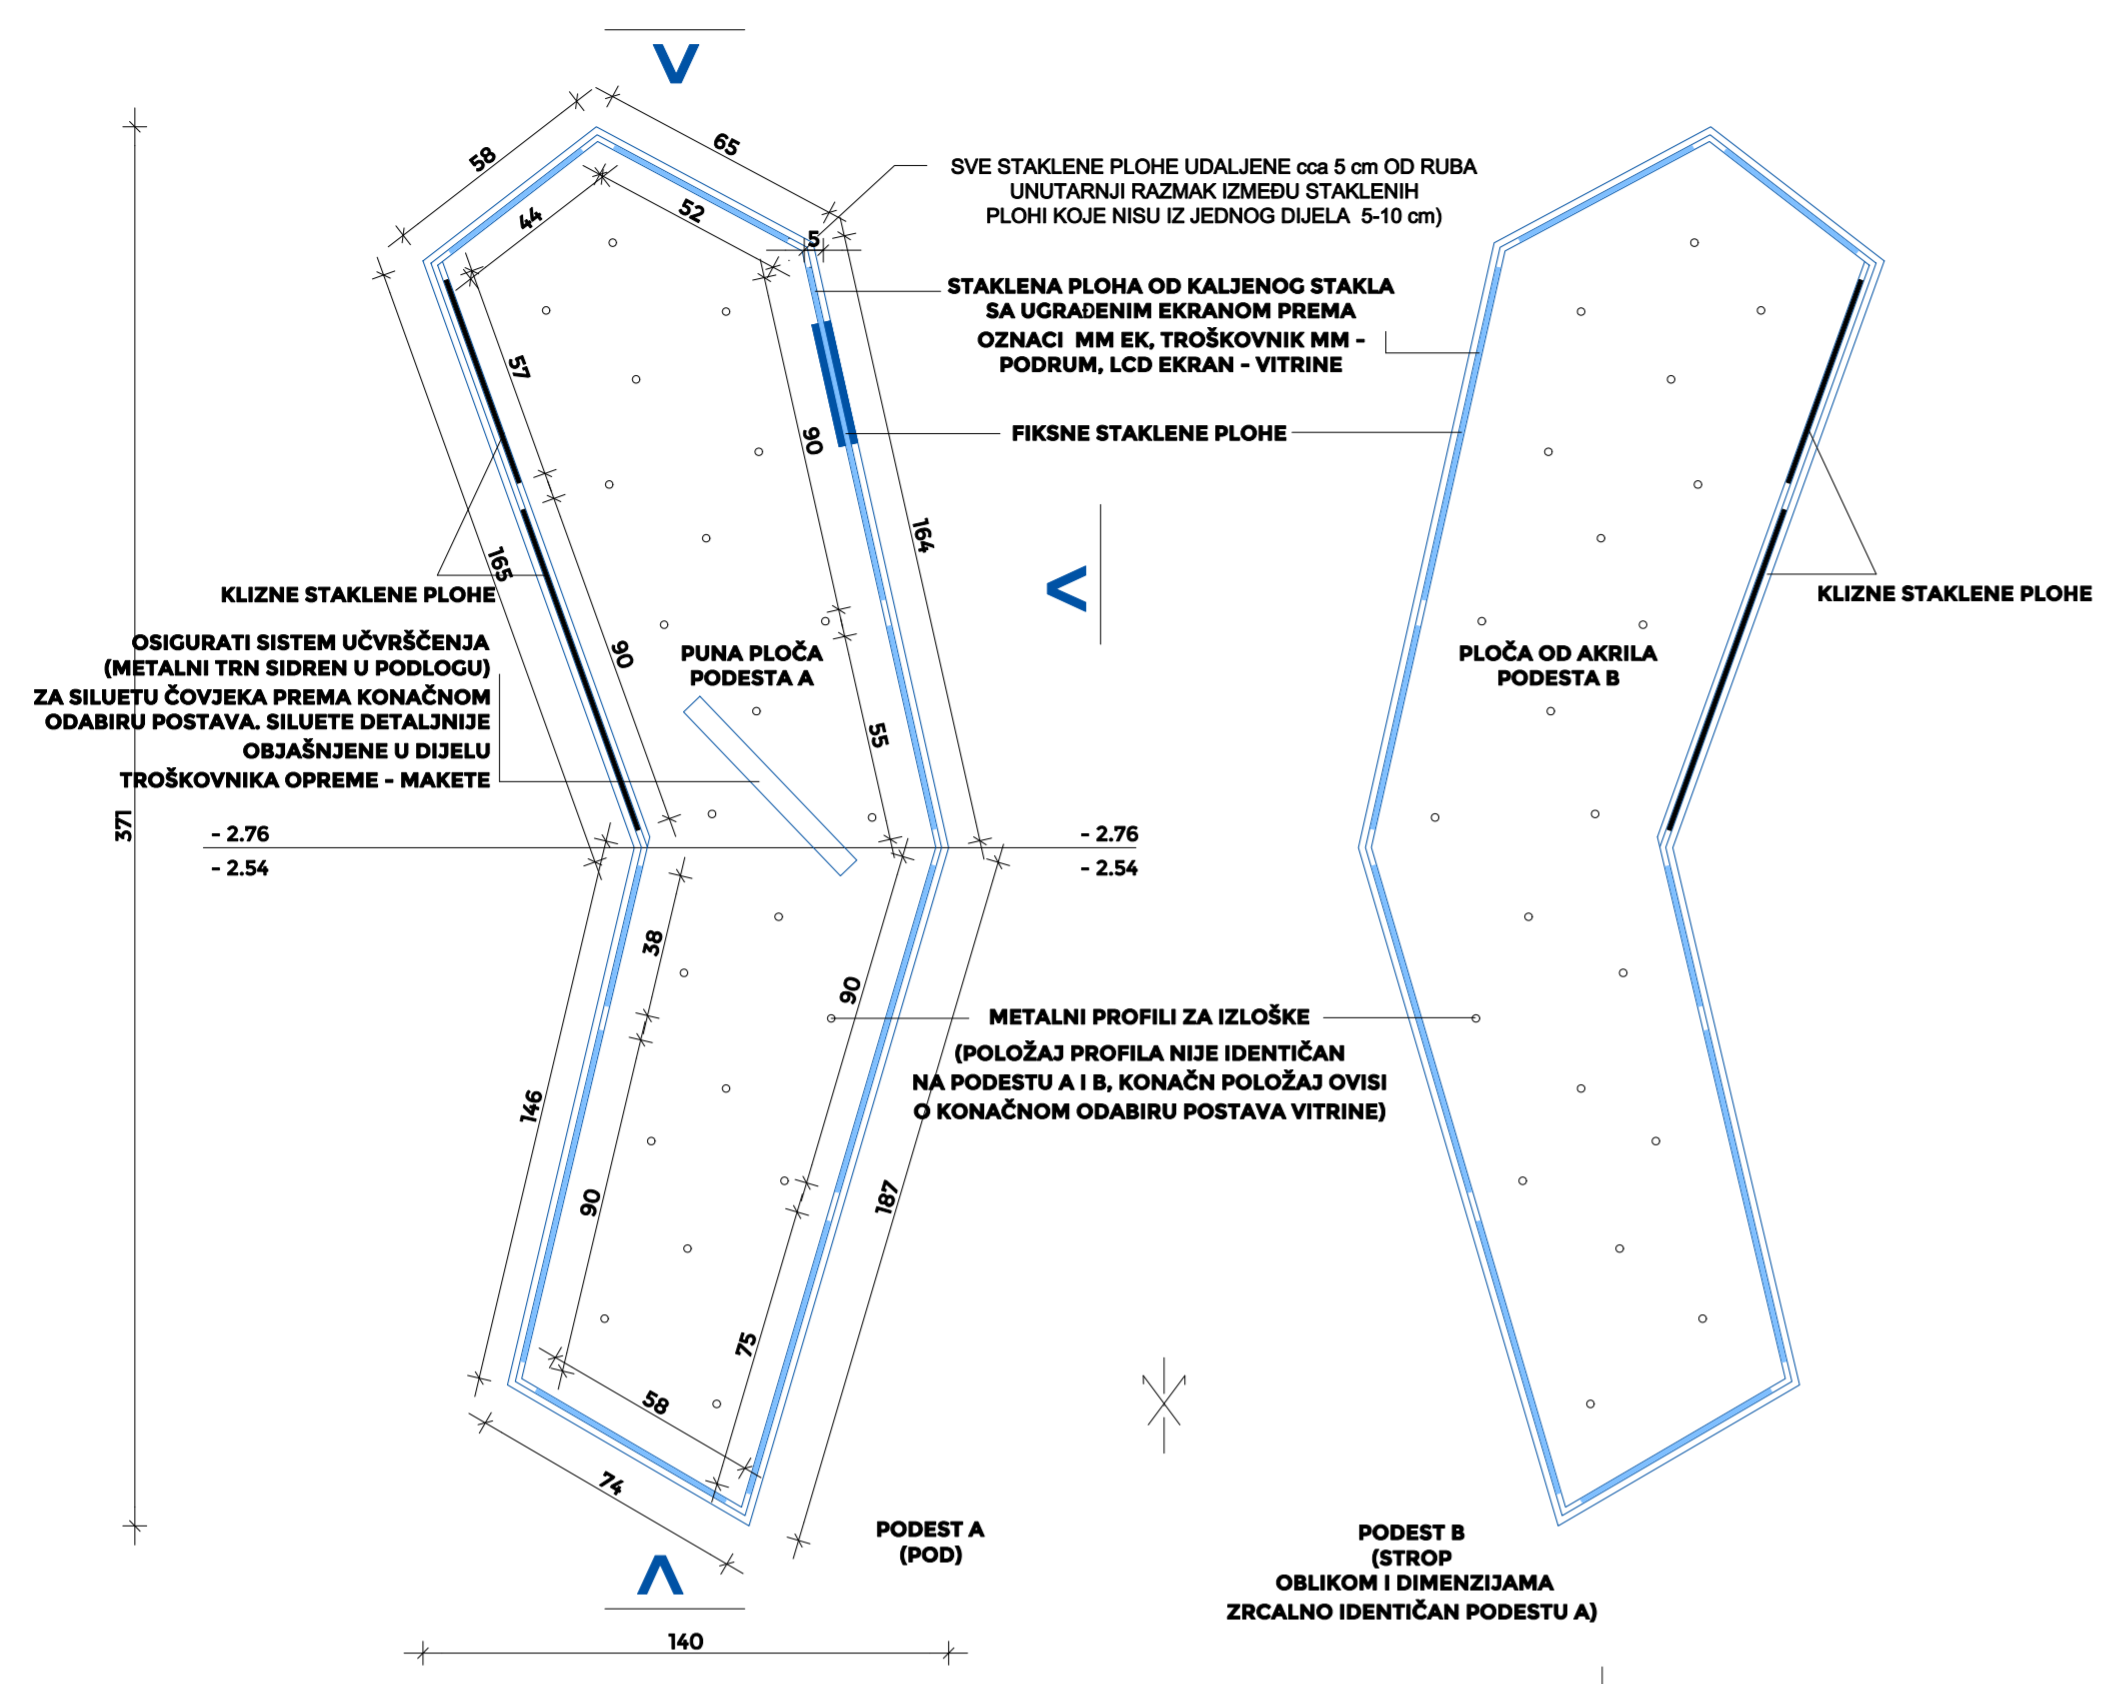 58
65
SVE STAKLENE PLOHE UDALJENE cca 5 cm OD RUBA
UNUTARNJI RAZMAK IZMEĐU STAKLENIH
PLOHI KOJE NISU IZ JEDNOG DIJELA 5-10 cm)
44
52
5
STAKLENA PLOHA OD KALJENOG STAKLA
SA UGRAĐENIM EKRANOM PREMA
OZNACI MM EK, TROŠKOVNIK MM -
PODRUM, LCD EKRAN - VITRINE
57
90
FIKSNE STAKLENE PLOHE
164
165
KLIZNE STAKLENE PLOHE
KLIZNE STAKLENE PLOHE
OSIGURATI SISTEM UČVRŠČENJA
(METALNI TRN SIDREN U PODLOGU)
ZA SILUETU ČOVJEKA PREMA KONAČNOM
ODABIRU POSTAVA. SILUETE DETALJNIJE
OBJAŠNJENE U DIJELU
TROŠKOVNIKA OPREME - MAKETE
90
PUNA PLOČA
PODESTA A
PLOČA OD AKRILA
PODESTA B
55
371
- 2.76
- 2.54
- 2.76
- 2.54
38
90
METALNI PROFILI ZA IZLOŠKE
(POLOŽAJ PROFILA NIJE IDENTIČAN
NA PODESTU A I B, KONAČN POLOŽAJ OVISI
O KONAČNOM ODABIRU POSTAVA VITRINE)
146
90
187
75
58
74
PODEST A
(POD)
PODEST B
(STROP
OBLIKOM I DIMENZIJAMA
ZRCALNO IDENTIČAN PODESTU A)
140